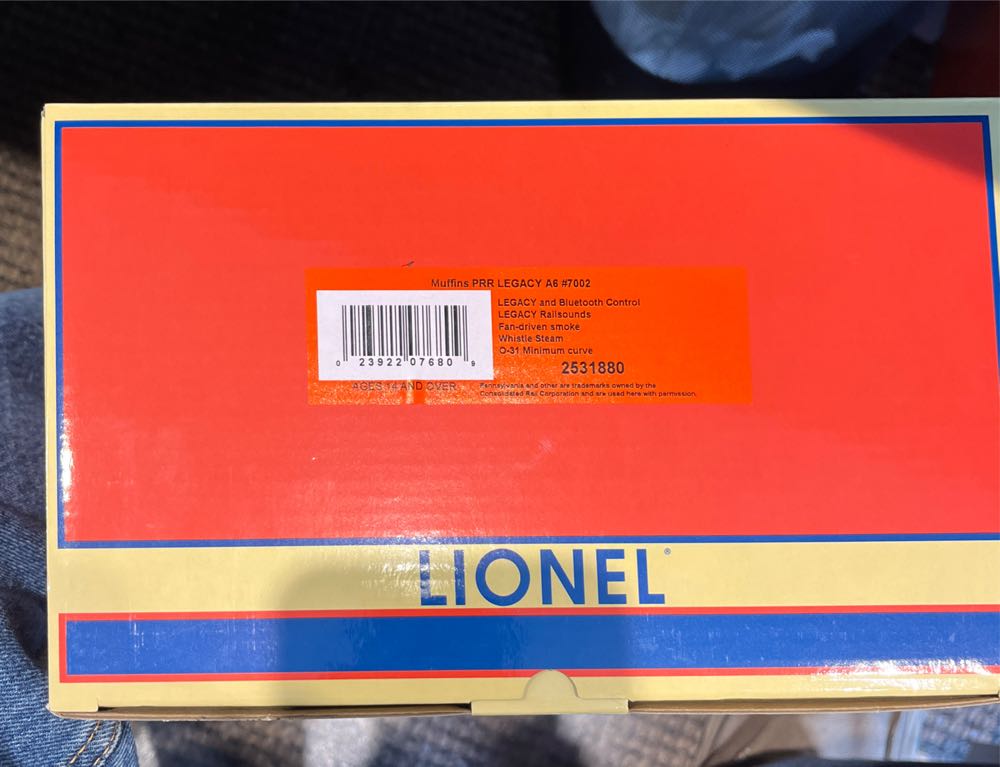 Muffins PRR LEGACY A6 #7002
LEGACY and Bluetooth Control
LEGACY Railsounds
Fan-driven smoke
Whistle Steam
O-31 Minimum curve
0 23922 07680 9
2531880
AGES 14 AND OVER
Pennsylvania and other are trademarks owned by the
Consolidated Rail Corporation and are used here with permission.
LIONEL®